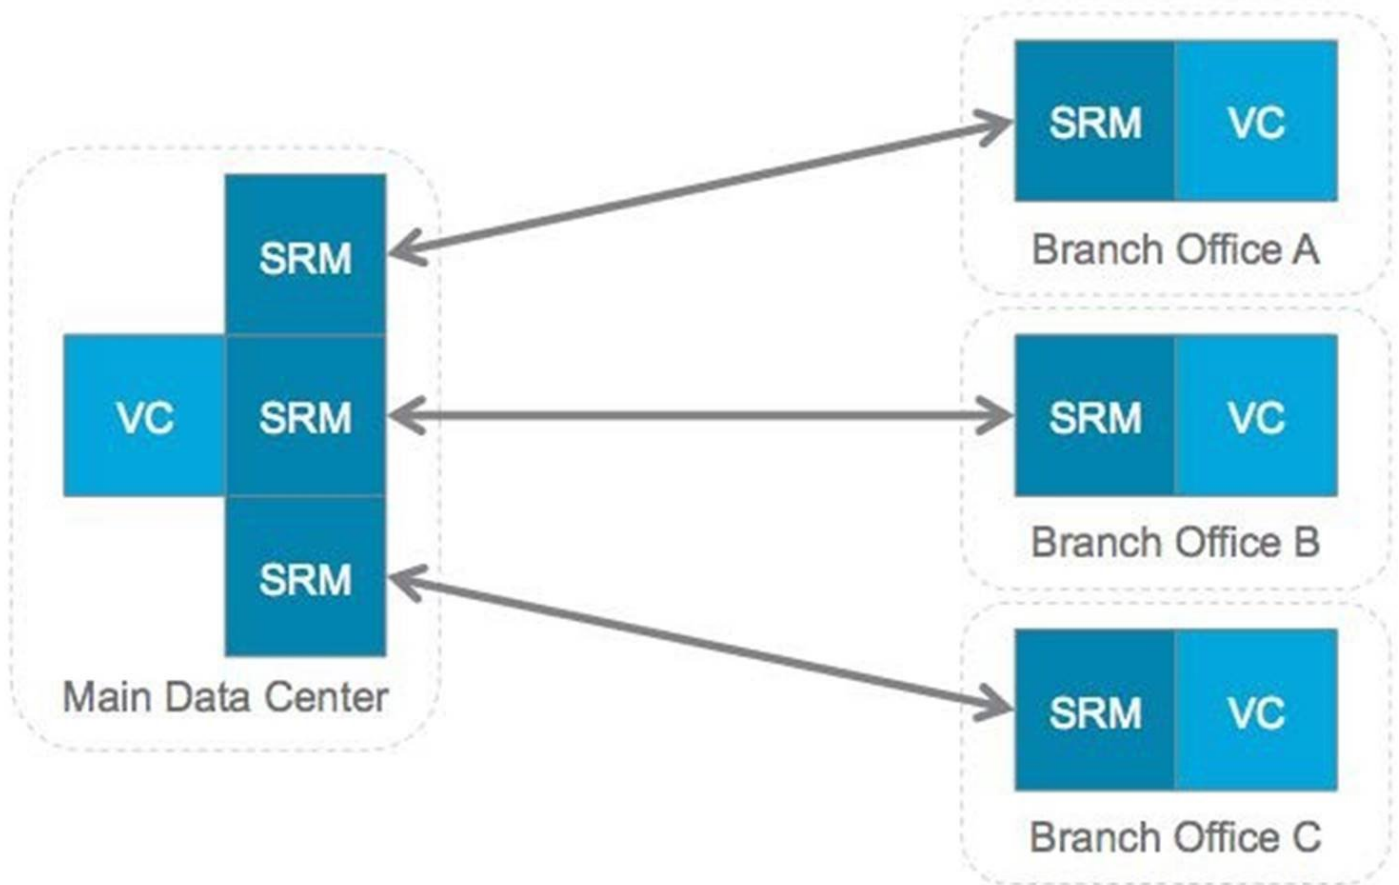 SRM
VC SRM
SRM
Main Data Center
SRM VC
Branch Office A
SRM VC
Branch Office B
SRM VC
Branch Office C